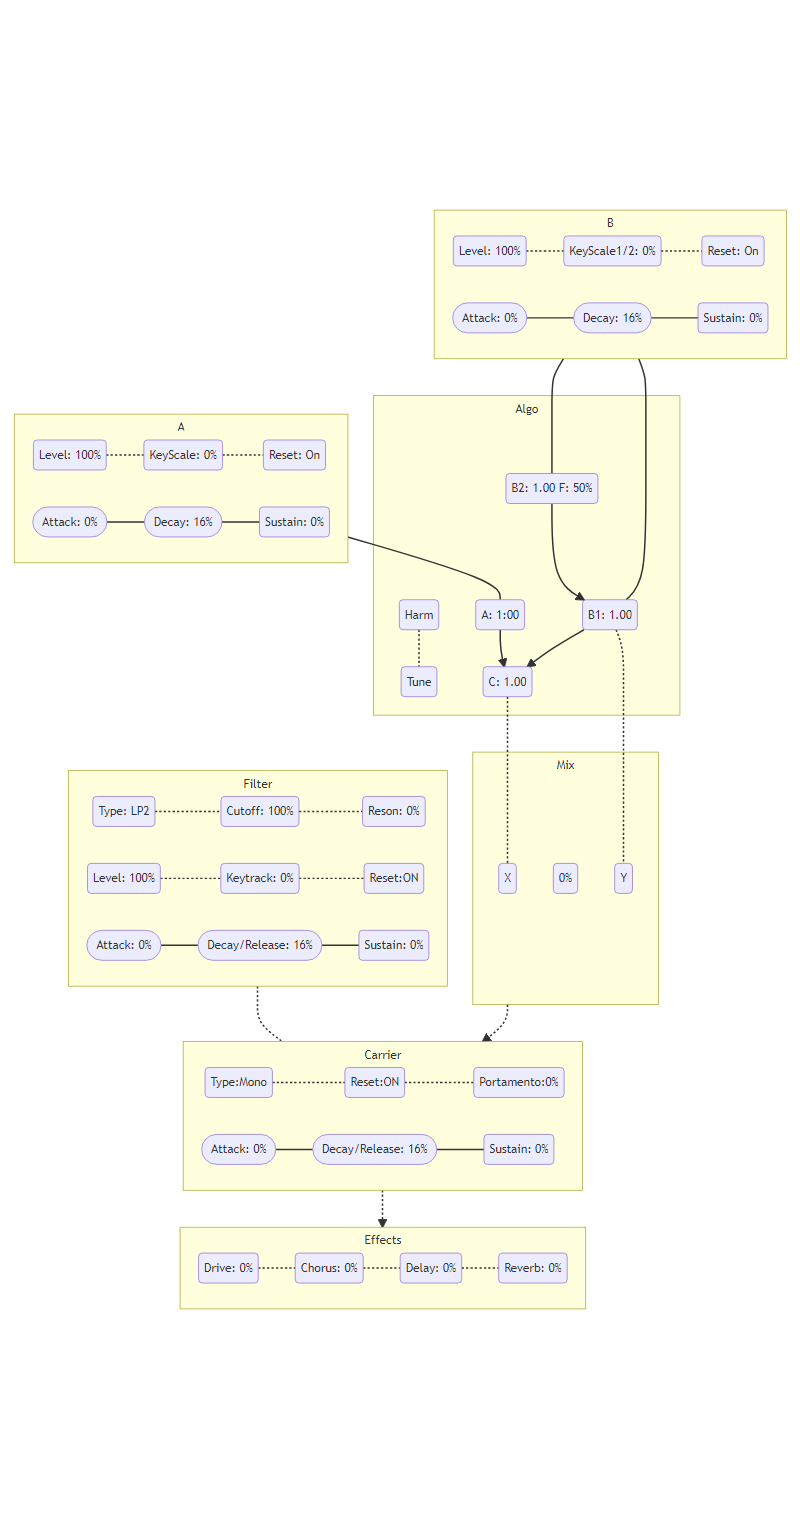 B
Level: 100%
KeyScale1/2: 0%
Reset: On
Attack: 0%
Decay: 16%
Sustain: 0%
Algo
A
Level: 100%
KeyScale: 0%
Reset: On
Attack: 0%
Decay: 16%
Sustain: 0%
B2: 1.00 F: 50%
Harm
A: 1:00
B1: 1.00
Tune
C: 1.00
Mix
X
0%
Y
Filter
Type: LP2
Cutoff: 100%
Reson: 0%
Level: 100%
Keytrack: 0%
Reset:ON
Attack: 0%
Decay/Release: 16%
Sustain: 0%
Carrier
Type:Mono
Reset:ON
Portamento:0%
Attack: 0%
Decay/Release: 16%
Sustain: 0%
Effects
Drive: 0%
Chorus: 0%
Delay: 0%
Reverb: 0%